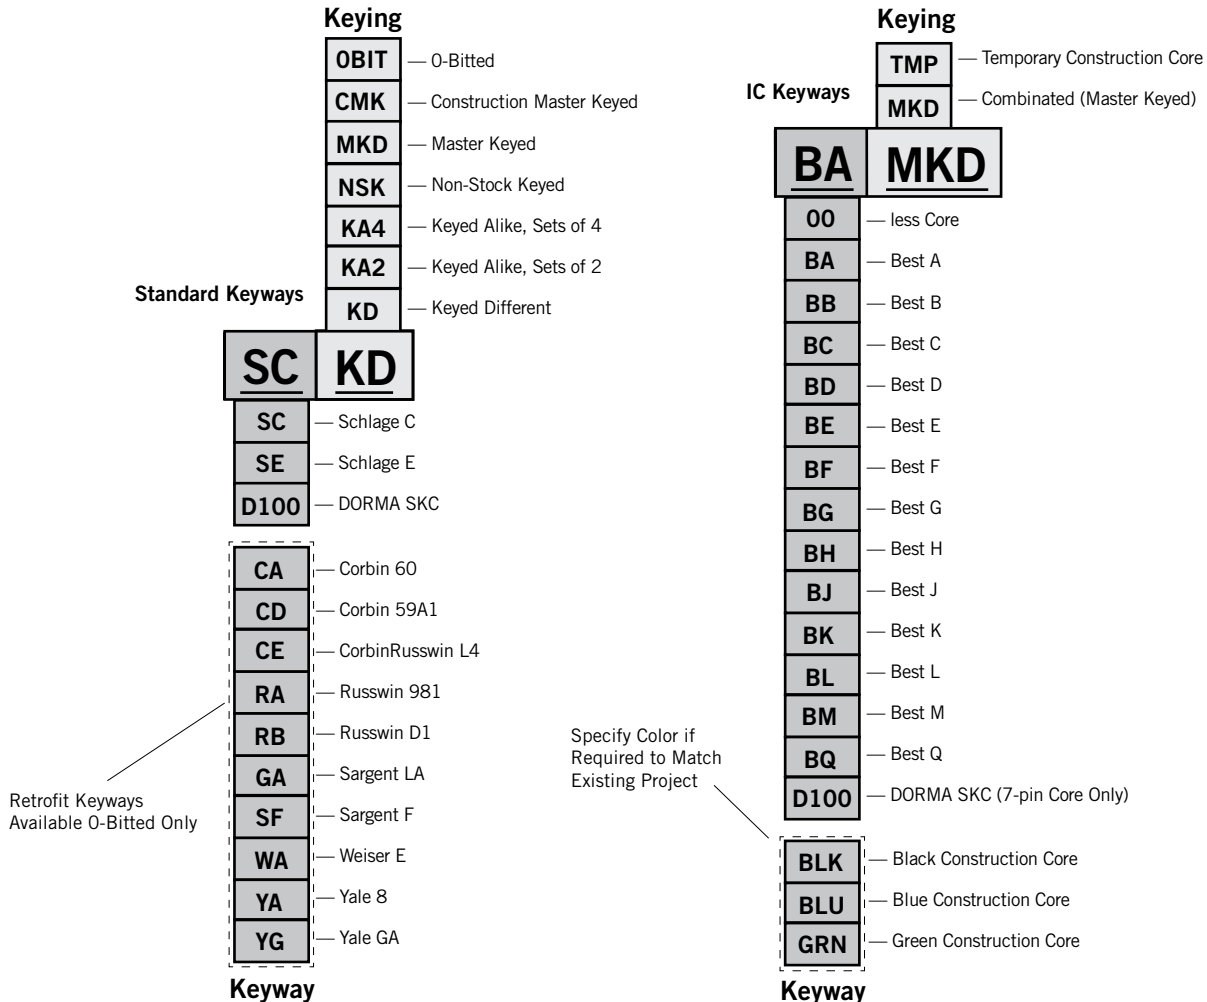 Keying
0BIT — 0-Bitted
CMK — Construction Master Keyed
MKD — Master Keyed
NSK — Non-Stock Keyed
KA4 — Keyed Alike, Sets of 4
KA2 — Keyed Alike, Sets of 2
Standard Keyways
KD — Keyed Different
SC KD
SC — Schlage C
SE — Schlage E
D100 — DORMA SKC
CA — Corbin 60
CD — Corbin 59A1
CE — CorbinRusswin L4
RA — Russwin 981
RB — Russwin D1
GA — Sargent LA
SF — Sargent F
WA — Weiser E
YA — Yale 8
YG — Yale GA
Retrofit Keyways
Available 0-Bitted Only
Keyway
Keying
TMP — Temporary Construction Core
IC Keyways
MKD — Combinated (Master Keyed)
BA MKD
00 — less Core
BA — Best A
BB — Best B
BC — Best C
BD — Best D
BE — Best E
BF — Best F
BG — Best G
BH — Best H
BJ — Best J
BK — Best K
BL — Best L
BM — Best M
BQ — Best Q
D100 — DORMA SKC (7-pin Core Only)
Specify Color if
Required to Match
Existing Project
BLK — Black Construction Core
BLU — Blue Construction Core
GRN — Green Construction Core
Keyway